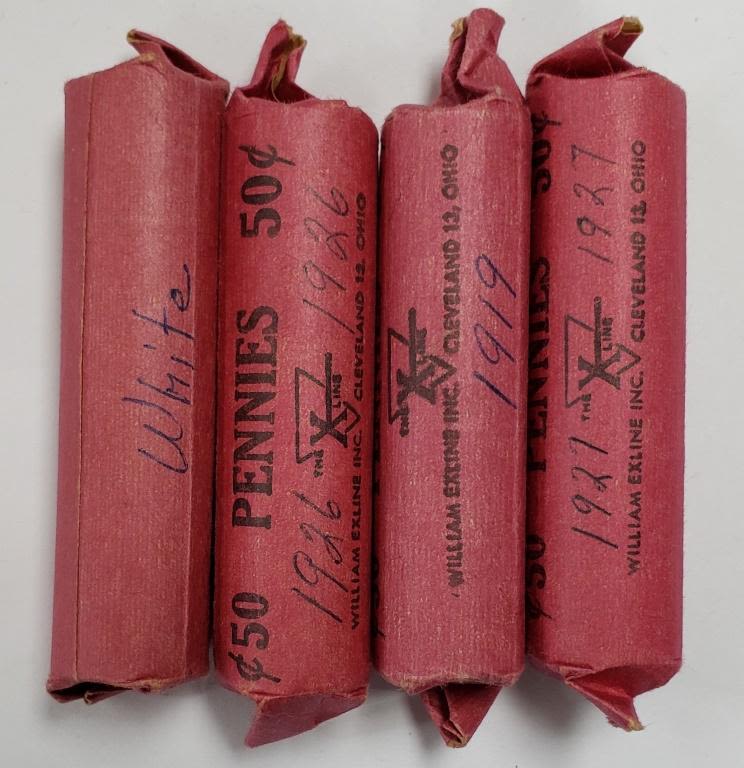 White
¢50 PENNIES 50¢
1926 THE X LINE 1926
WILLIAM EXLINE INC. CLEVELAND 12, OHIO
THE X
WILLIAM EXLINE INC. CLEVELAND 12, OHIO
1919
¢50 PENNIES 50¢
1927 THE X LINE 1927
WILLIAM EXLINE INC. CLEVELAND 12, OHIO